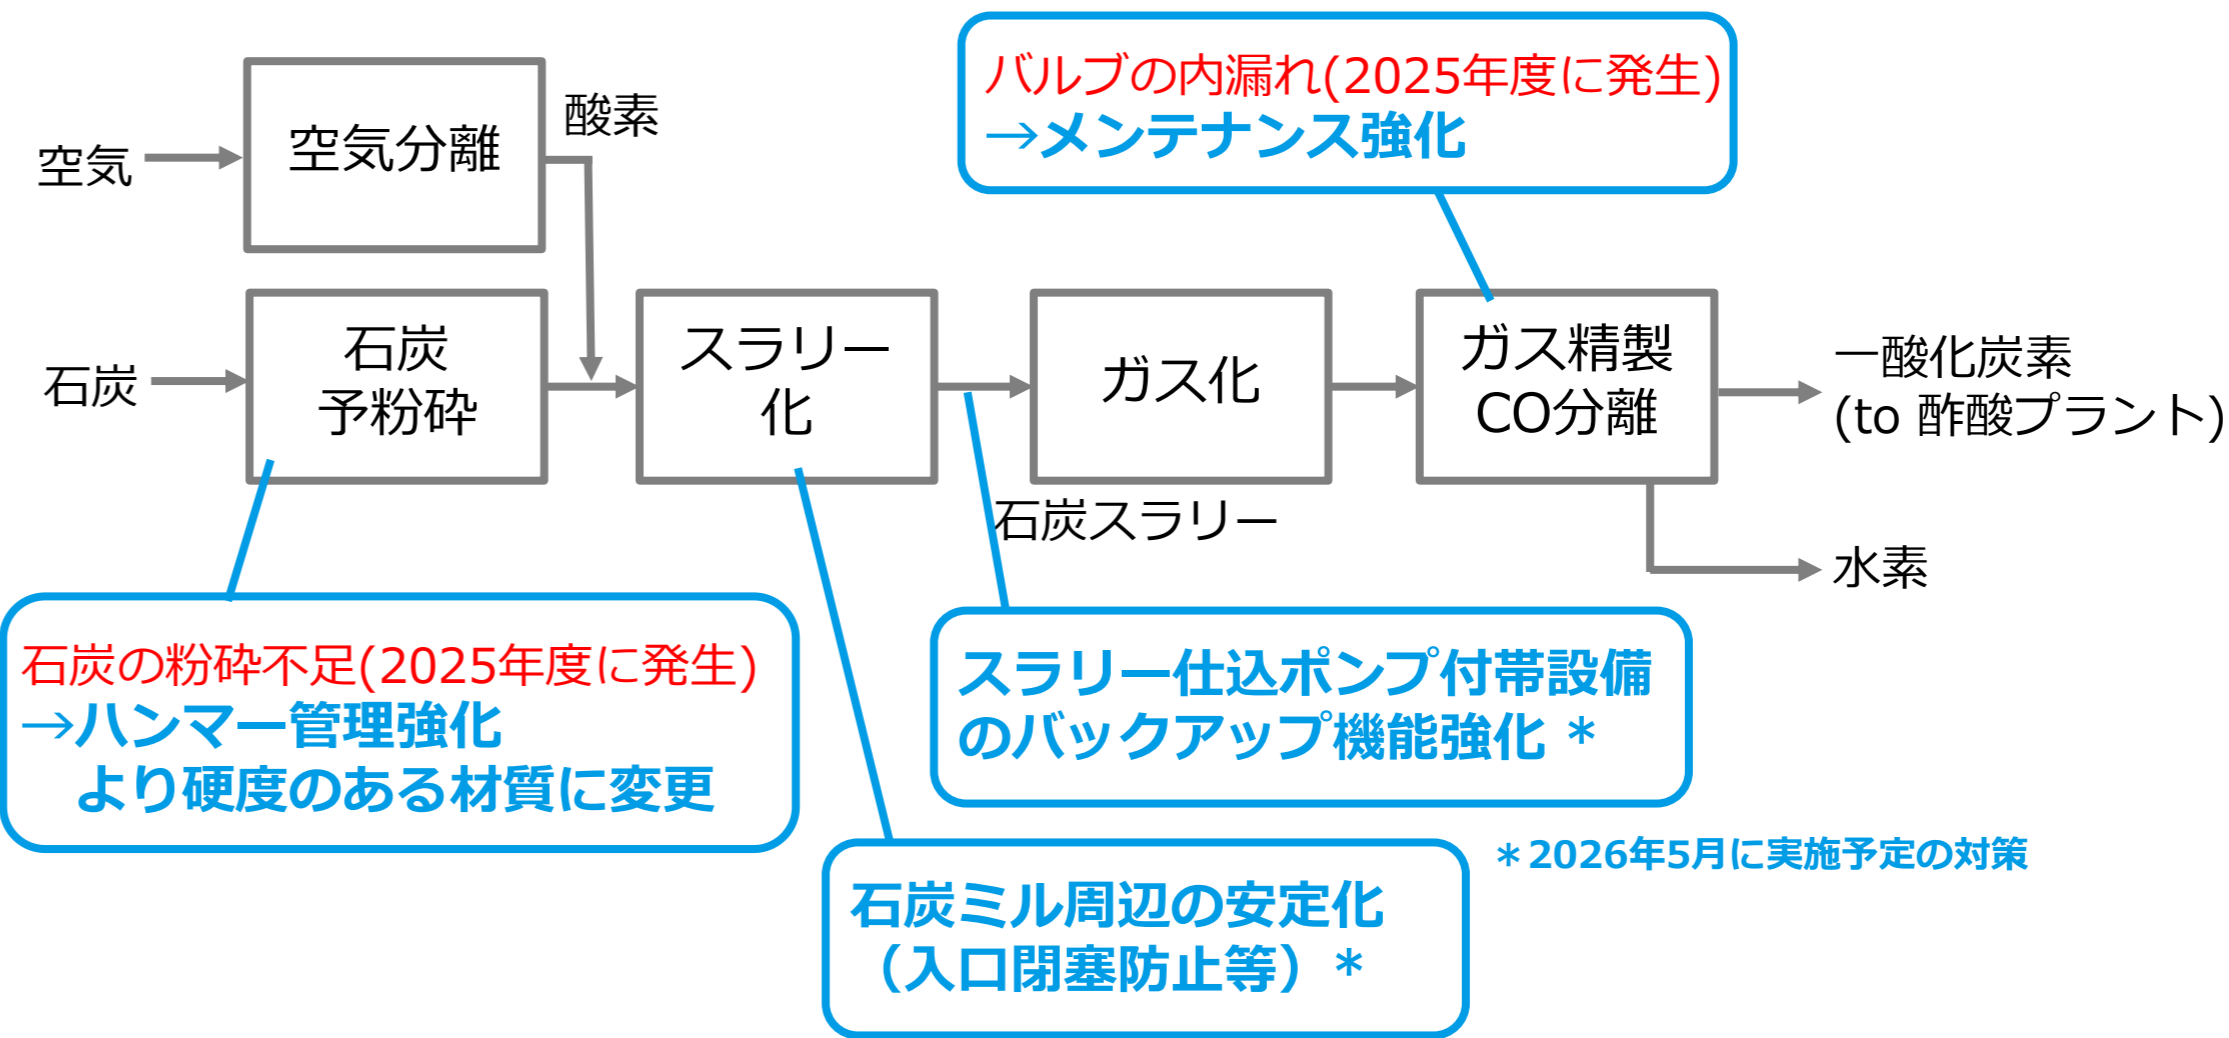 バルブの内漏れ(2025年度に発生)
→メンテナンス強化
空気
空気分離
酸素
石炭
石炭
予粉砕
スラリー
化
ガス化
ガス精製
CO分離
一酸化炭素
(to 酢酸プラント)
石炭スラリー
水素
石炭の粉砕不足(2025年度に発生)
→ハンマー管理強化
より硬度のある材質に変更
スラリー仕込ポンプ付帯設備
のバックアップ機能強化 *
石炭ミル周辺の安定化
（入口閉塞防止等）*
＊2026年5月に実施予定の対策